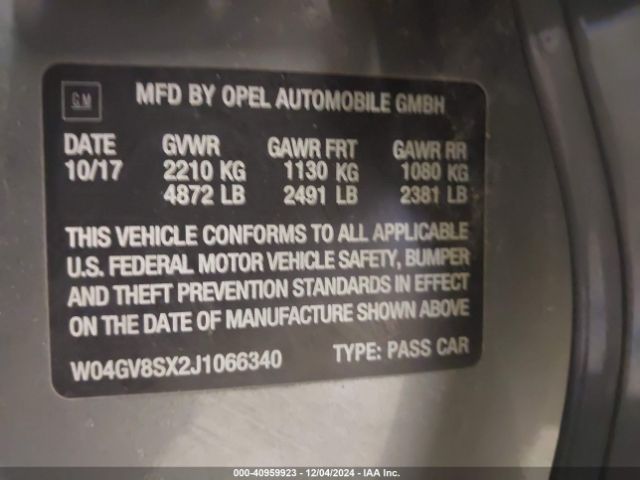 GM
MFD BY OPEL AUTOMOBILE GMBH
DATE GVWR GAWR FRT GAWR RR
10/17 2210 KG 1130 KG 1080 KG
4872 LB 2491 LB 2381 LB
THIS VEHICLE CONFORMS TO ALL APPLICABLE
U.S. FEDERAL MOTOR VEHICLE SAFETY, BUMPER
AND THEFT PREVENTION STANDARDS IN EFFECT
ON THE DATE OF MANUFACTURE SHOWN ABOVE
W04GV8SX2J1066340 TYPE: PASS CAR
000-40959923 - 12/04/2024 - IAA Inc.